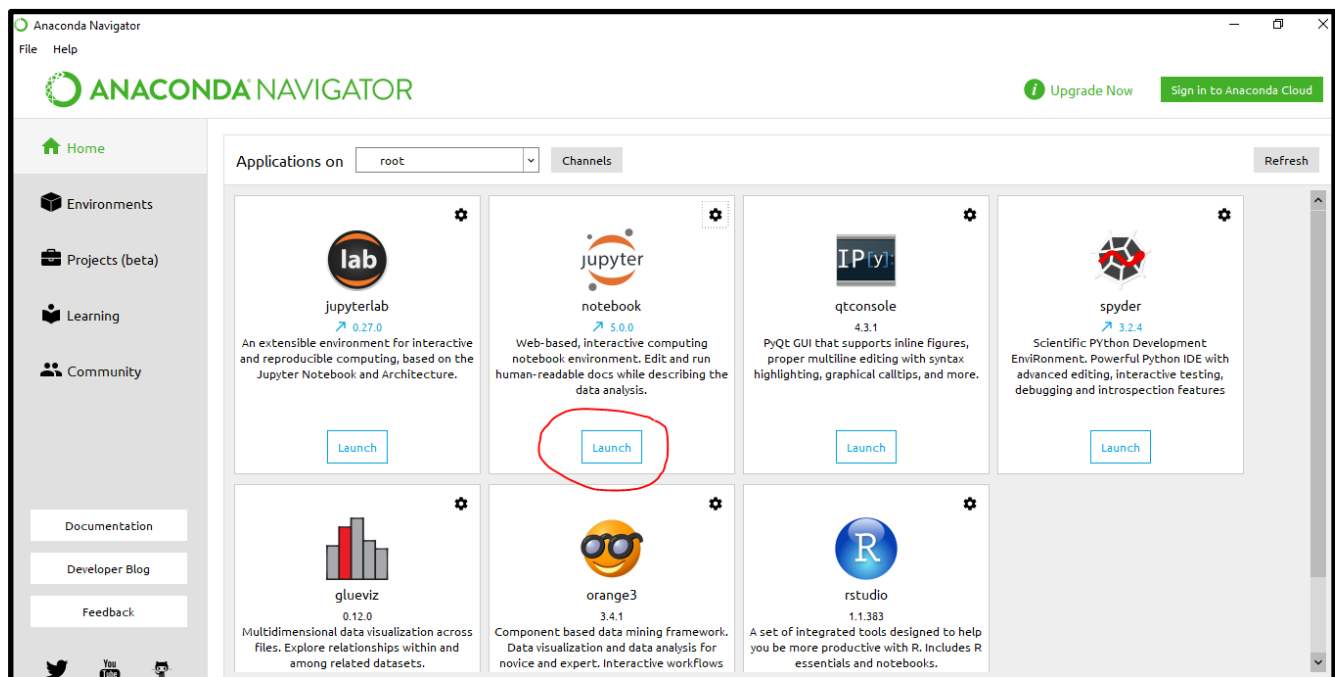 Anaconda Navigator
File Help
ANACONDA NAVIGATOR
i Upgrade Now
Sign in to Anaconda Cloud
Home
Environments
Projects (beta)
Learning
Community
Documentation
Developer Blog
Feedback
You
Tube
Applications on root Channels Refresh
lab
jupyterlab
0.27.0
An extensible environment for interactive
and reproducible computing, based on the
Jupyter Notebook and Architecture.
Launch
jupyter
notebook
5.0.0
Web-based, interactive computing
notebook environment. Edit and run
human-readable docs while describing the
data analysis.
Launch
IP[y]:
qtconsole
4.3.1
PyQt GUI that supports inline figures,
proper multiline editing with syntax
highlighting, graphical calltips, and more.
Launch
spyder
3.2.4
Scientific PYthon Development
EnviRonment. Powerful Python IDE with
advanced editing, interactive testing,
debugging and introspection features
Launch
glueviz
0.12.0
Multidimensional data visualization across
files. Explore relationships within and
among related datasets.
orange3
3.4.1
Component based data mining framework.
Data visualization and data analysis for
novice and expert. Interactive workflows
R
rstudio
1.1.383
A set of integrated tools designed to help
you be more productive with R. Includes R
essentials and notebooks.